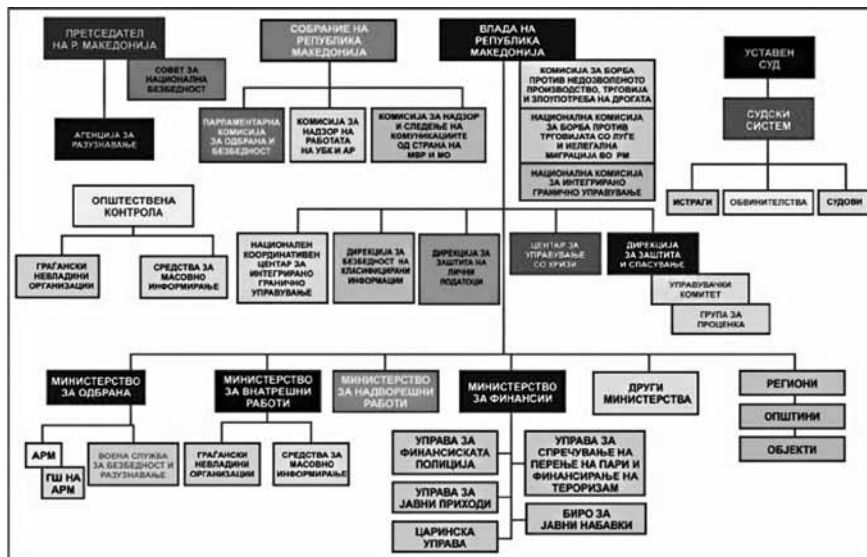 ПРЕТСЕДАТЕЛ
НА Р. МАКЕДОНИЈА
СОВЕТ ЗА
НАЦИОНАЛНА
БЕЗБЕДНОСТ
АГЕНЦИЈА ЗА
РАЗУЗНАВАЊЕ
СОБРАНИЕ НА
РЕПУБЛИКА
МАКЕДОНИЈА
ПАРЛАМЕНТАРНА
КОМИСИЈА
ЗА ОДБРАНА И
БЕЗБЕДНОСТ
КОМИСИЈА ЗА
НАДЗОР НА
РАБОТАТА
НА УБК И АР
КОМИСИЈА ЗА НАДЗОР
И СЛЕДЕЊЕ НА
КОМУНИКАЦИИТЕ
ОД СТРАНА НА
МВР И МО
ВЛАДА НА
РЕПУБЛИКА
МАКЕДОНИЈА
КОМИСИЈА ЗА БОРБА
ПРОТИВ НЕДОЗВОЛЕНОТО
ПРОИЗВОДСТВО, ТРГОВИЈА
И ЗЛОУПОТРЕБА НА ДРОГАТА
НАЦИОНАЛНА КОМИСИЈА
ЗА БОРБА ПРОТИВ
ТРГОВИЈАТА СО ЛУЃЕ
И ИЛЕГАЛНА
МИГРАЦИЈА ВО РМ
НАЦИОНАЛНА КОМИСИЈА
ЗА ИНТЕГРИРАНО
ГРАНИЧНО УПРАВУВАЊЕ
УСТАВЕН
СУД
СУДСКИ
СИСТЕМ
ИСТРАГИ
ОБВИНИТЕЛСТВА
СУДОВИ
ОПШТЕСТВЕНА
КОНТРОЛА
ГРАЃАНСКИ
НЕВЛАДИНИ
ОРГАНИЗАЦИИ
СРЕДСТВА ЗА
МАСОВНО
ИНФОРМИРАЊЕ
НАЦИОНАЛЕН
КООРДИНАТИВЕН
ЦЕНТАР ЗА
ИНТЕГРИРАНО
ГРАНИЧНО
УПРАВУВАЊЕ
ДИРЕКЦИЈА ЗА
БЕЗБЕДНОСТ НА
КЛАСИФИЦИРАНИ
ИНФОРМАЦИИ
ДИРЕКЦИЈА ЗА
ЗАШТИТА НА
ЛИЧНИ
ПОДАТОЦИ
ЦЕНТАР ЗА
УПРАВУВАЊЕ
СО КРИЗИ
ДИРЕКЦИЈА
ЗА ЗАШТИТА
И СПАСУВАЊЕ
УПРАВУВАЧКИ
КОМИТЕТ
ГРУПА ЗА
ПРОЦЕНКА
МИНИСТЕРСТВО
ЗА ОДБРАНА
АРМ
ГШ НА
АРМ
ВОЕНА СЛУЖБА
ЗА БЕЗБЕДНОСТ И
РАЗУЗНАВАЊЕ
МИНИСТЕРСТВО
ЗА ВНАТРЕШНИ
РАБОТИ
ГРАЃАНСКИ
НЕВЛАДИНИ
ОРГАНИЗАЦИИ
СРЕДСТВА ЗА
МАСОВНО
ИНФОРМИРАЊЕ
МИНИСТЕРСТВО
ЗА НАДВОРЕШНИ
РАБОТИ
МИНИСТЕРСТВО
ЗА ФИНАНСИИ
УПРАВА ЗА
ФИНАНСИСКАТА
ПОЛИЦИЈА
УПРАВА ЗА
ЈАВНИ ПРИХОДИ
ЦАРИНСКА
УПРАВА
УПРАВА ЗА
СПРЕЧУВАЊЕ НА
ПЕРЕЊЕ НА ПАРИ И
ФИНАНСИРАЊЕ НА
ТЕРОРИЗАМ
БИРО ЗА
ЈАВНИ НАБАВКИ
ДРУГИ
МИНИСТЕРСТВА
РЕГИОНИ
ОПШТИНИ
ОБЈЕКТИ